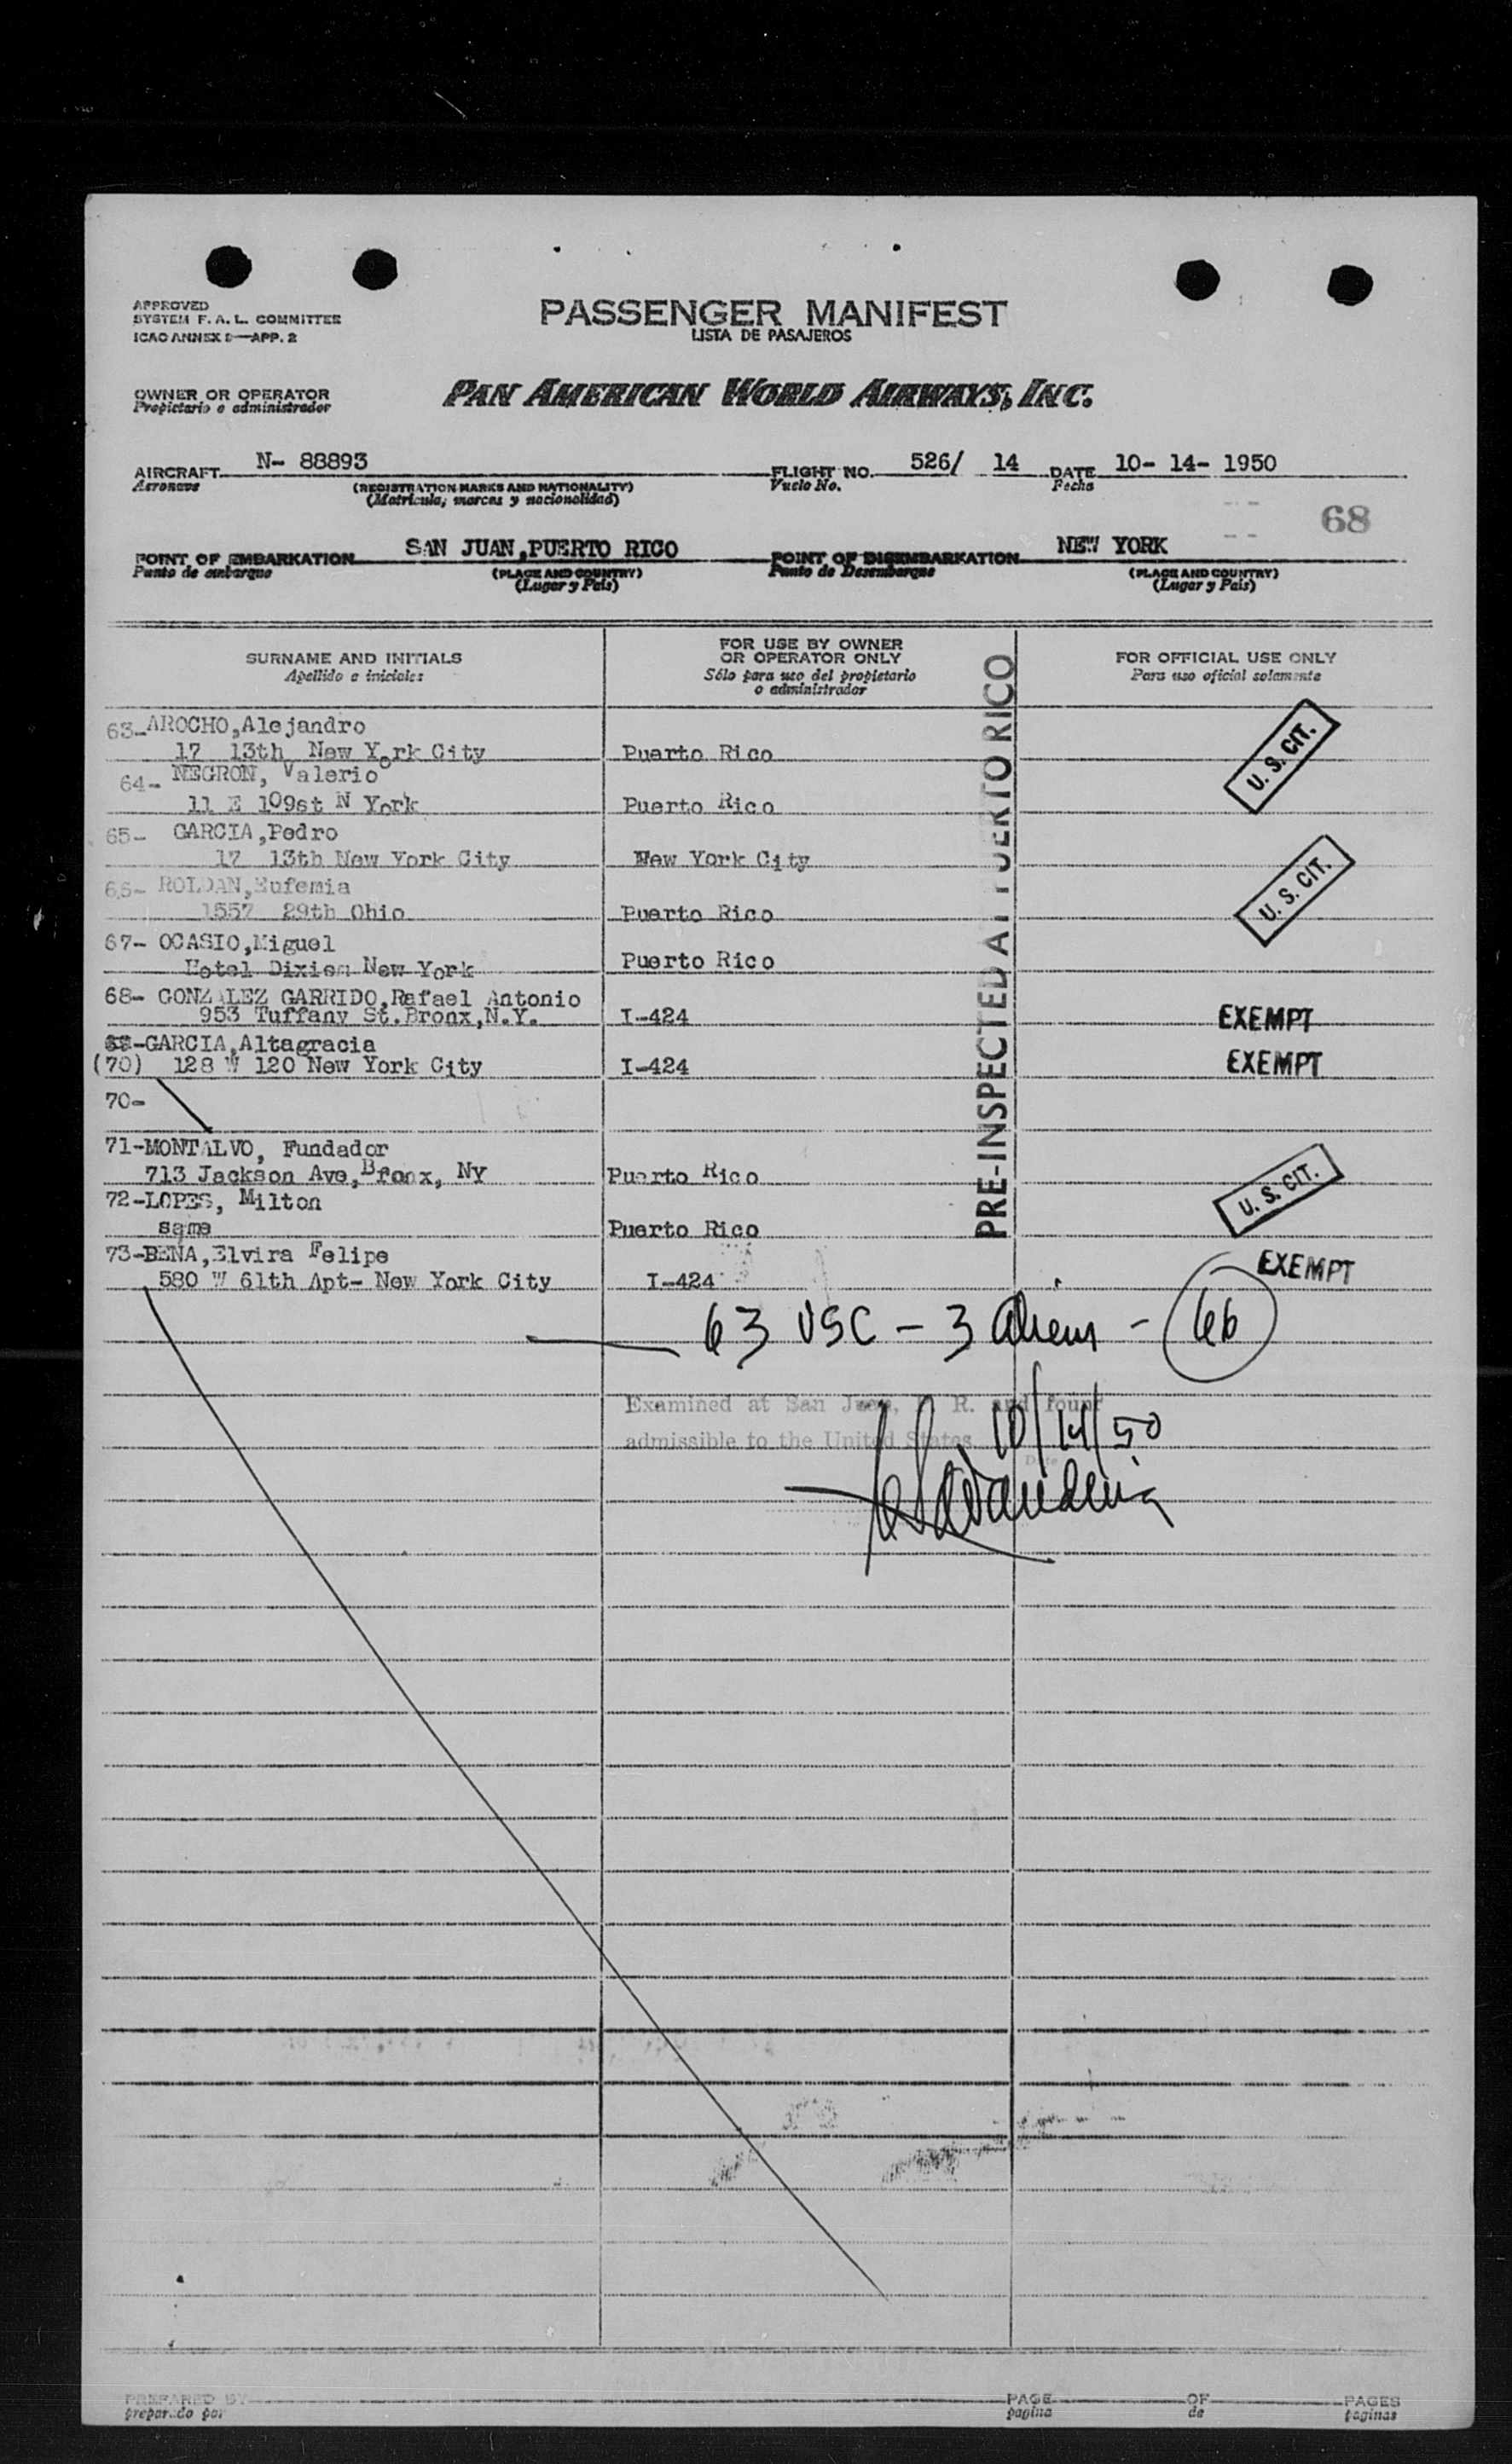 APPROVED
SYSTEM F. A. L. COMMITTEE
ICAO ANNEX 9—APP. 2
PASSENGER MANIFEST
LISTA DE PASAJEROS
OWNER OR OPERATOR
Propietario o administrador
PAN AMERICAN WORLD AIRWAYS, INC.
AIRCRAFT N- 88893 FLIGHT NO. 526/ 14 DATE 10- 14- 1950
Aeronave (REGISTRATION MARKS AND NATIONALITY) Vuelo No. Fecha
(Matricula, marcas y nacionalidad)
68
POINT OF EMBARKATION SAN JUAN,PUERTO RICO POINT OF DISEMBARKATION NEW YORK
Punto de embarque (PLACE AND COUNTRY) Punto de Desembarque (PLACE AND COUNTRY)
(Lugar y País) (Lugar y País)
SURNAME AND INITIALS
Apellido e iniciales
FOR USE BY OWNER
OR OPERATOR ONLY
Sólo para uso del propietario
o administrador
FOR OFFICIAL USE ONLY
Para uso oficial solamente
PRE-INSPECTED AT PUERTO RICO
63-AROCHO,Alejandro
17 13th New York City Puerto Rico U. S. CIT.
64- NEGRON, Valerio
11 E 109st N York Puerto Rico
65- GARCIA,Pedro
17 13th New York City New York City
66- ROLDAN,Eufemia U. S. CIT.
1557 29th Ohio Puerto Rico
67- OCASIO,Miguel
Hotel Dixien New York Puerto Rico
68- GONZALEZ GARRIDO,Rafael Antonio
953 Tuffany St.Bronx,N.Y. I-424 EXEMPT
69-GARCIA,Altagracia
(70) 128 W 120 New York City I-424 EXEMPT
70-
71-MONTALVO, Fundador
713 Jackson Ave,Bronx, NY Puerto Rico U. S. CIT.
72-LOPES, Milton
same Puerto Rico
73-BENA,Elvira Felipe
580 W 61th Apt- New York City I-424 EXEMPT
63 USC - 3 Aliens - 66
Examined at San Juan, P. R. and found
admissible to the United States 10/14/50
Date
PREPARED BY PAGE OF PAGES
preparado por pagina de paginas